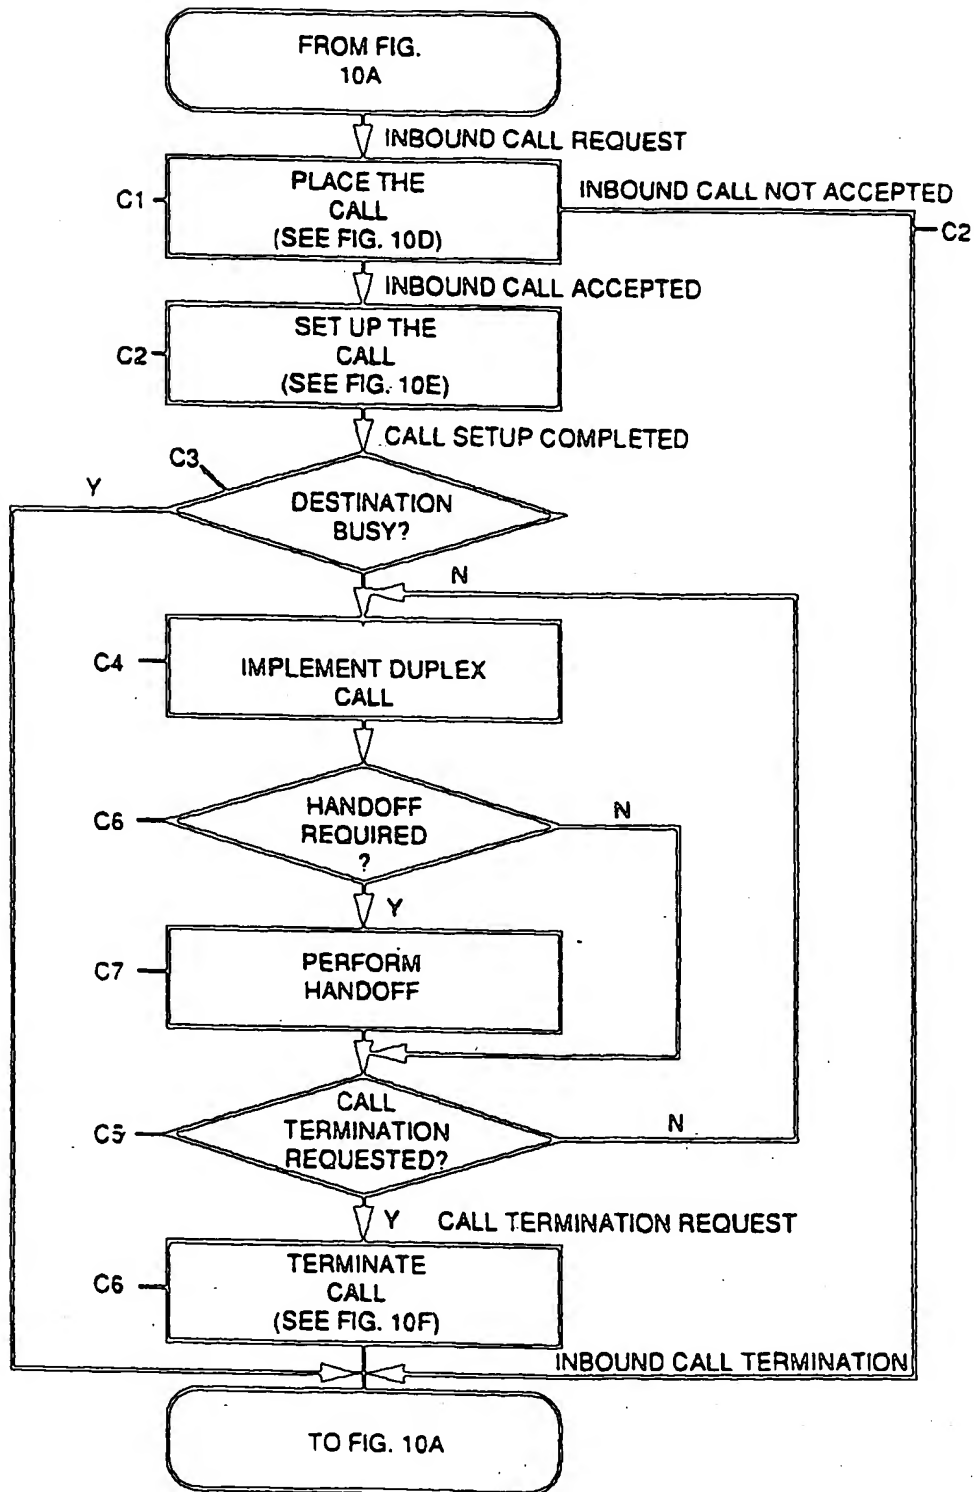 FROM FIG.
10A
INBOUND CALL REQUEST
C1
PLACE THE
CALL
(SEE FIG. 10D)
INBOUND CALL NOT ACCEPTED
C2
INBOUND CALL ACCEPTED
C2
SET UP THE
CALL
(SEE FIG. 10E)
CALL SETUP COMPLETED
C3
Y
DESTINATION
BUSY?
N
C4
IMPLEMENT DUPLEX
CALL
C6
HANDOFF
REQUIRED
?
N
Y
C7
PERFORM
HANDOFF
C5
CALL
TERMINATION
REQUESTED?
N
Y
CALL TERMINATION REQUEST
C6
TERMINATE
CALL
(SEE FIG. 10F)
INBOUND CALL TERMINATION
TO FIG. 10A